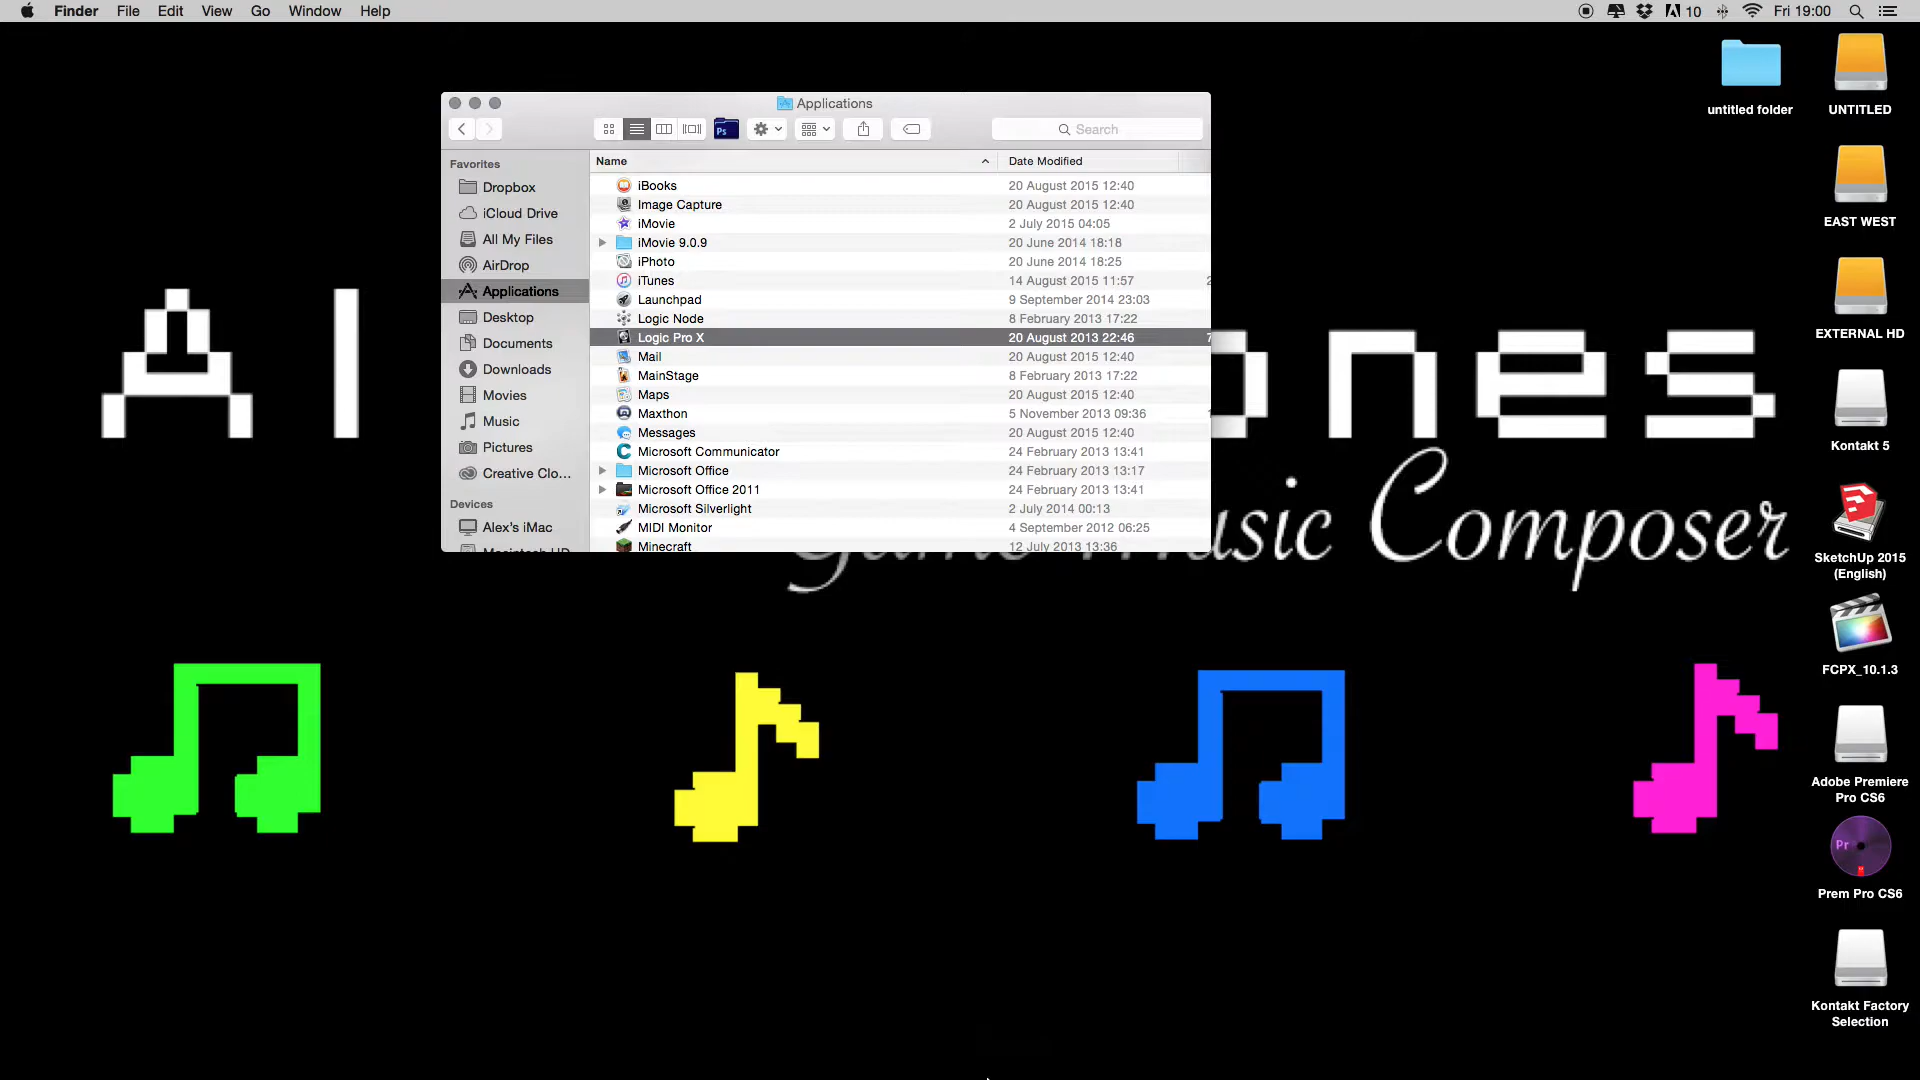 Finder File Edit View Go Window Help
10 Fri 19:00
Applications
Ps
Search
Favorites
Dropbox
iCloud Drive
All My Files
AirDrop
Applications
Desktop
Documents
Downloads
Movies
Music
Pictures
Creative Clo...
Devices
Alex's iMac
Name Date Modified
iBooks 20 August 2015 12:40
Image Capture 20 August 2015 12:40
iMovie 2 July 2015 04:05
iMovie 9.0.9 20 June 2014 18:18
iPhoto 20 June 2014 18:25
iTunes 14 August 2015 11:57
Launchpad 9 September 2014 23:03
Logic Node 8 February 2013 17:22
Logic Pro X 20 August 2013 22:46
Mail 20 August 2015 12:40
MainStage 8 February 2013 17:22
Maps 20 August 2015 12:40
Maxthon 5 November 2013 09:36
Messages 20 August 2015 12:40
Microsoft Communicator 24 February 2013 13:41
Microsoft Office 24 February 2013 13:17
Microsoft Office 2011 24 February 2013 13:41
Microsoft Silverlight 2 July 2014 00:13
MIDI Monitor 4 September 2012 06:25
Minecraft 12 July 2013 13:36
Al ones
usic Composer
untitled folder
UNTITLED
EAST WEST
EXTERNAL HD
Kontakt 5
SketchUp 2015
(English)
FCPX_10.1.3
Adobe Premiere
Pro CS6
Pr
Prem Pro CS6
Kontakt Factory
Selection